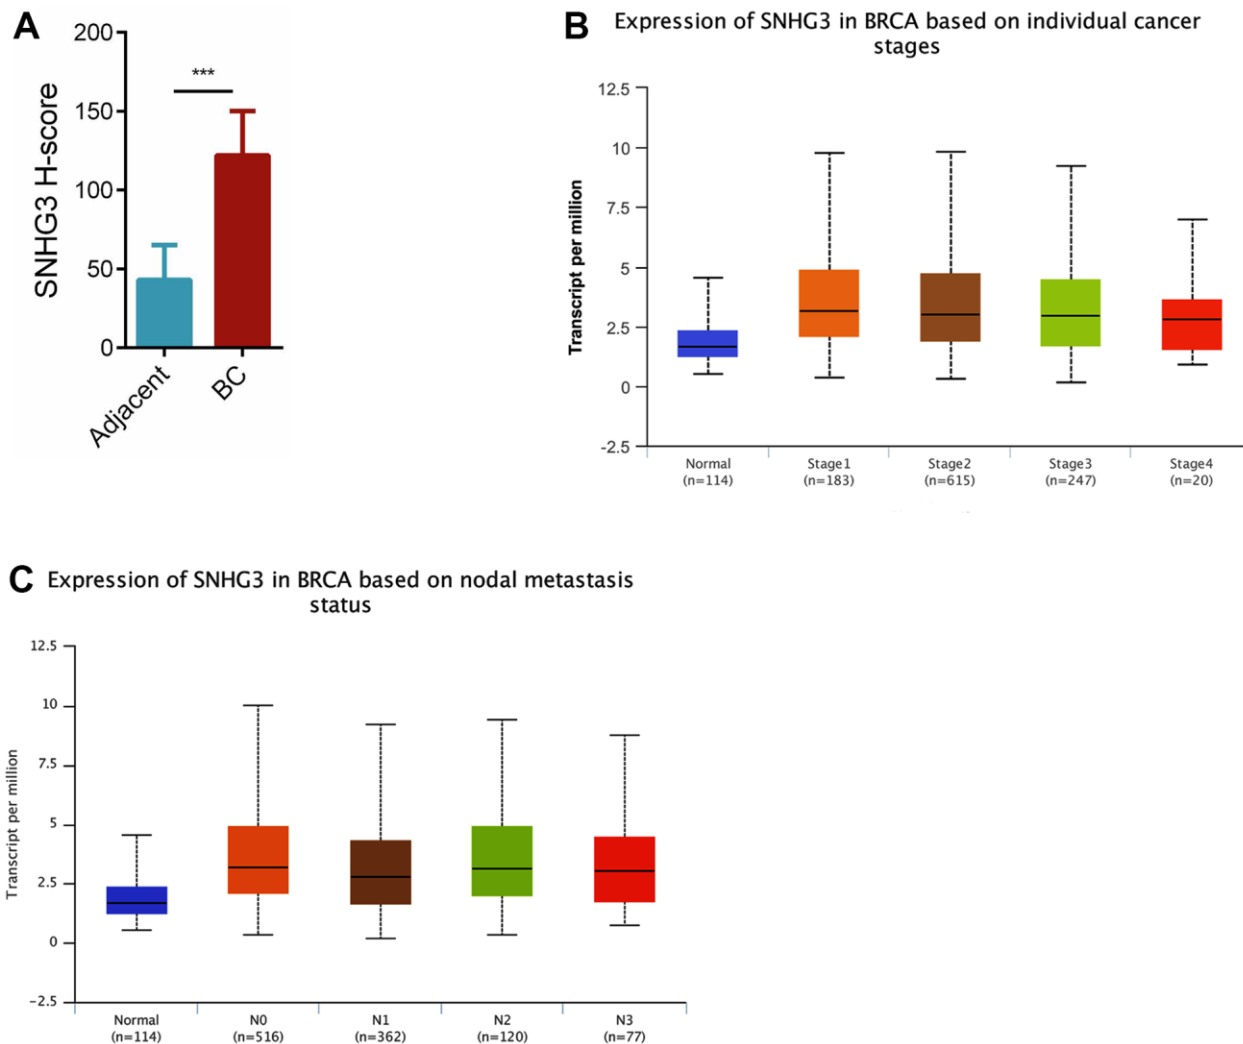 A
SNHG3 H-score
200
150
100
50
0
***
Adjacent
BC
B
Expression of SNHG3 in BRCA based on individual cancer
stages
Transcript per million
12.5
10
7.5
5
2.5
0
-2.5
Normal
(n=114)
Stage1
(n=183)
Stage2
(n=615)
Stage3
(n=247)
Stage4
(n=20)
C
Expression of SNHG3 in BRCA based on nodal metastasis
status
Transcript per million
12.5
10
7.5
5
2.5
0
-2.5
Normal
(n=114)
N0
(n=516)
N1
(n=362)
N2
(n=120)
N3
(n=77)